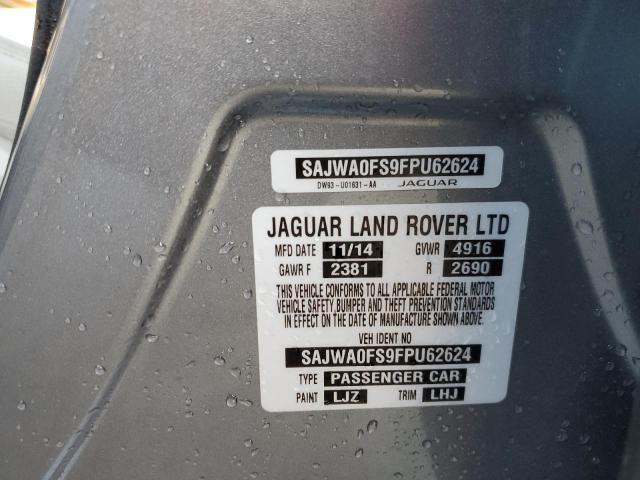 SAJWA0FS9FPU62624
DW93-U01631-AA JAGUAR
JAGUAR LAND ROVER LTD
MFD DATE 11/14 GVWR 4916
GAWR F 2381 R 2690
THIS VEHICLE CONFORMS TO ALL APPLICABLE FEDERAL MOTOR
VEHICLE SAFETY,BUMPER AND THEFT PREVENTION STANDARDS
IN EFFECT ON THE DATE OF MANUFACTURE SHOWN ABOVE.
VEH IDENT NO
SAJWA0FS9FPU62624
TYPE PASSENGER CAR
PAINT LJZ TRIM LHJ